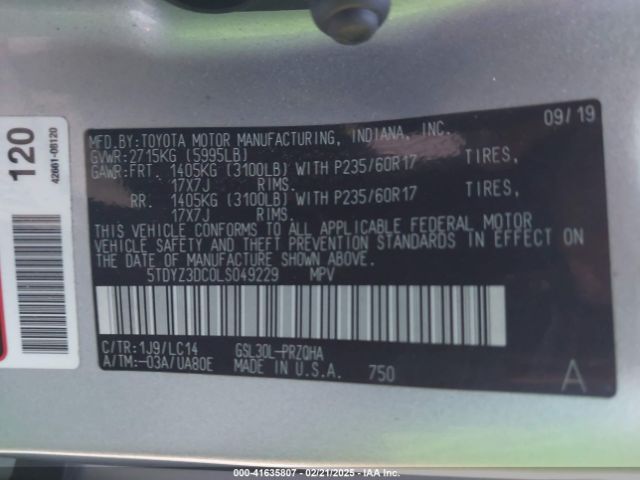 09/19
MFD.BY: TOYOTA MOTOR MANUFACTURING, INDIANA, INC.
GVWR: 2715KG (5995LB)
GAWR: FRT. 1405KG (3100LB) WITH P235/60R17 TIRES,
17X7J RIMS.
RR. 1405KG (3100LB) WITH P235/60R17 TIRES,
17X7J RIMS.
THIS VEHICLE CONFORMS TO ALL APPLICABLE FEDERAL MOTOR
VEHICLE SAFETY AND THEFT PREVENTION STANDARDS IN EFFECT ON
THE DATE OF MANUFACTURE SHOWN ABOVE.
5TDYZ3DC0LS049229 MPV
C/TR: 1J9/LC14 GSL30L-PRZQHA
A/TM: -03A/UA80E MADE IN U.S.A. 750
A
120
42661-08120
000-41635807 - 02/21/2025 - IAA Inc.